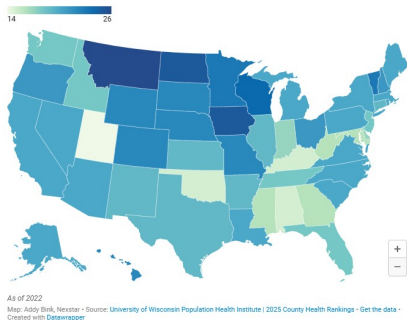 14 26
+
−
As of 2022
Map: Addy Bink, Nexstar · Source: University of Wisconsin Population Health Institute | 2025 County Health Rankings · Get the data ·
Created with Datawrapper